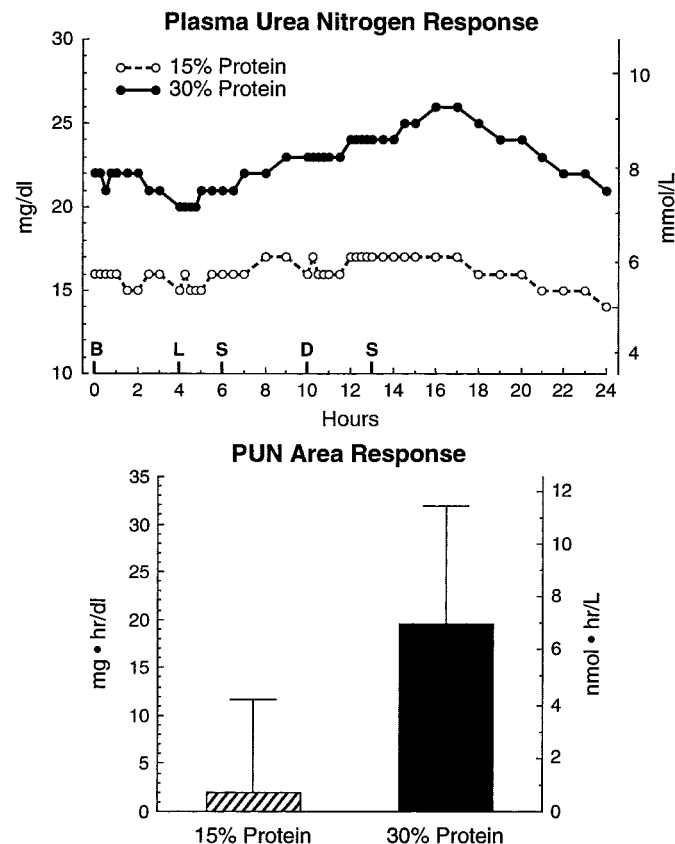 Plasma Urea Nitrogen Response
30
25
20
15
10
mg/dl
15% Protein
30% Protein
10
8
6
4
mmol/L
B L S D S
0 2 4 6 8 10 12 14 16 18 20 22 24
Hours
PUN Area Response
35
30
25
20
15
10
5
0
mg • hr/dl
12
10
8
6
4
2
0
nmol • hr/L
15% Protein 30% Protein